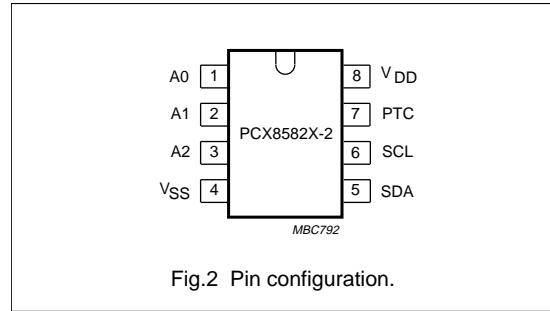 A0 1 8 VDD
A1 2 7 PTC
PCX8582X-2
A2 3 6 SCL
VSS 4 5 SDA
MBC792
Fig.2 Pin configuration.